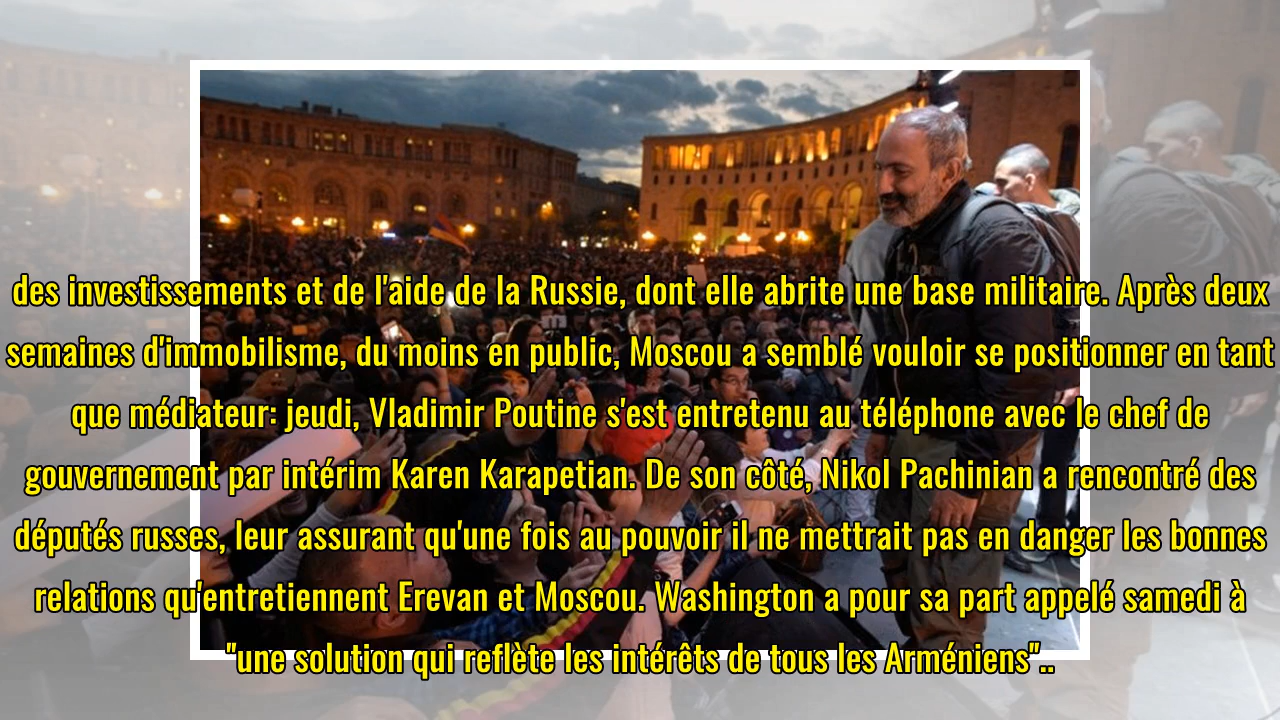 des investissements et de l'aide de la Russie, dont elle abrite une base militaire. Après deux
semaines d'immobilisme, du moins en public, Moscou a semblé vouloir se positionner en tant
que médiateur: jeudi, Vladimir Poutine s'est entretenu au téléphone avec le chef de
gouvernement par intérim Karen Karapetian. De son côté, Nikol Pachinian a rencontré des
députés russes, leur assurant qu'une fois au pouvoir il ne mettrait pas en danger les bonnes
relations qu'entretiennent Erevan et Moscou. Washington a pour sa part appelé samedi à
"une solution qui reflète les intérêts de tous les Arméniens"..